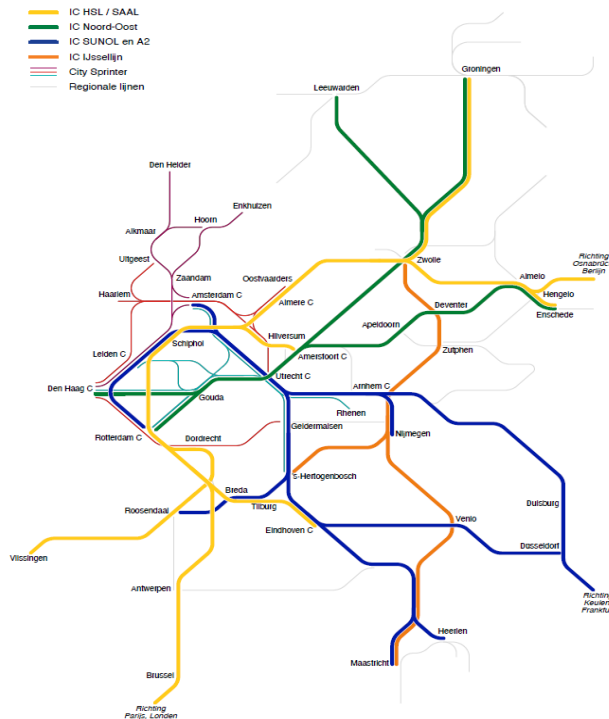 IC HSL / SAAL
IC Noord-Oost
IC SUNOL en A2
IC IJssellijn
City Sprinter
Regionale lijnen
Groningen
Leeuwarden
Den Helder
Enkhuizen
Hoorn
Alkmaar
Uitgeest
Zwolle
Richting
Osnabrück
Berlijn
Zaandam
Oostvaarders
Almelo
Haarlem
Amsterdam C
Almere C
Hengelo
Deventer
Enschede
Apeldoorn
Hilversum
Schiphol
Amersfoort C
Zutphen
Leiden C
Utrecht C
Den Haag C
Arnhem C
Gouda
Rhenen
Geldermalsen
Rotterdam C
Dordrecht
Nijmegen
's-Hertogenbosch
Breda
Duisburg
Tilburg
Roosendaal
Venlo
Eindhoven C
Düsseldorf
Vlissingen
Antwerpen
Richting
Keulen
Frankfu
Heerlen
Maastricht
Brussel
Richting
Parijs, Londen